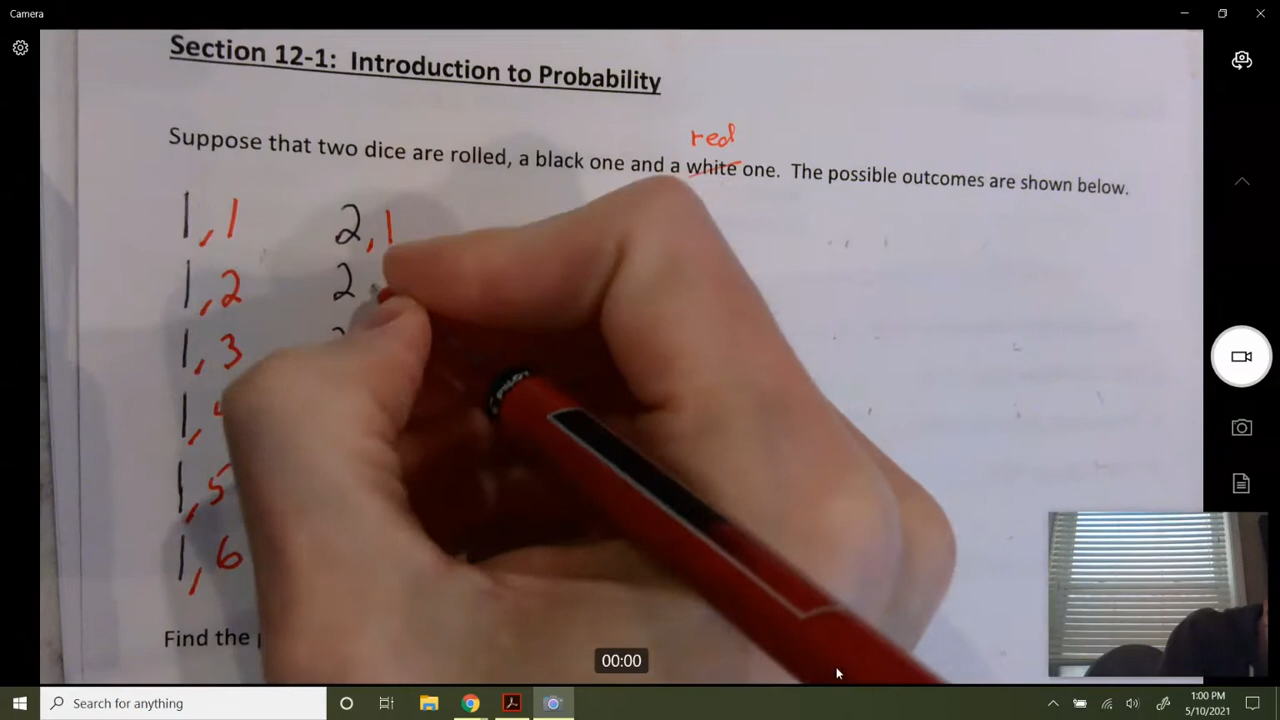 Camera
Section 12-1: Introduction to Probability
red
Suppose that two dice are rolled, a black one and a white one. The possible outcomes are shown below.
1,1 2,1
1,2 2
1,3
1,
1,5
1,6
Find the
PILOT
00:00
Search for anything
1:00 PM
5/10/2021